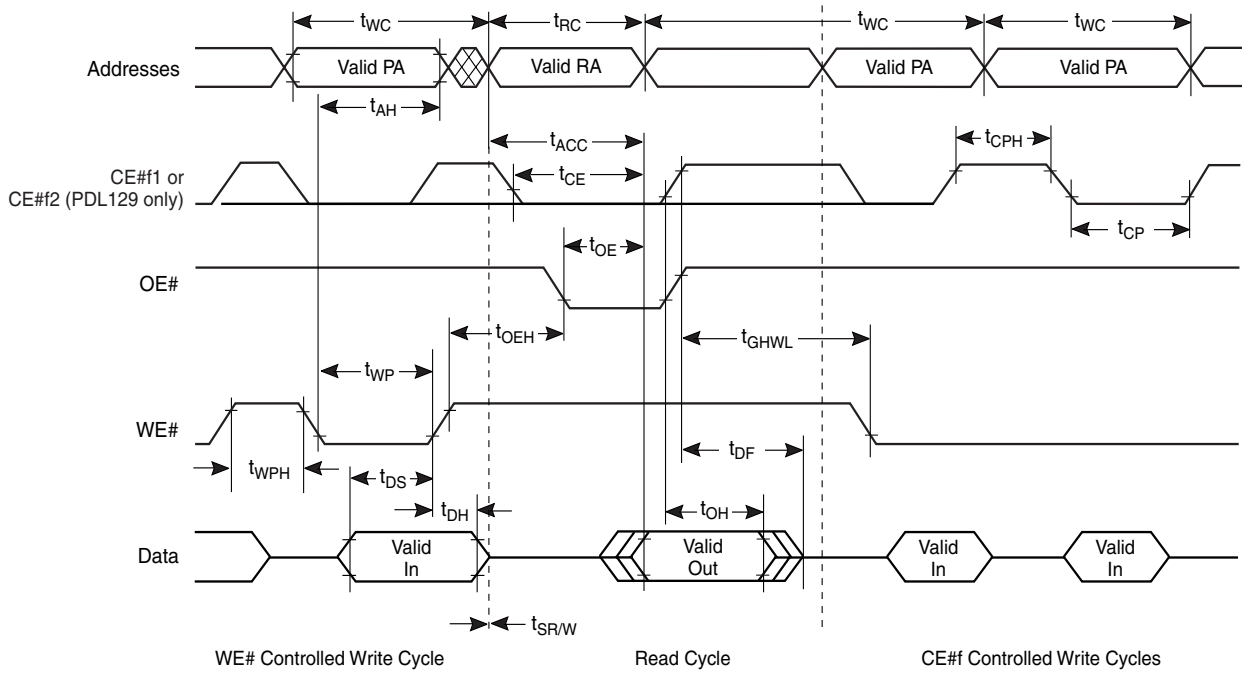 tWC tRC tWC tWC
Addresses Valid PA Valid RA Valid PA Valid PA
tAH
tACC tCPH
CE#f1 or
CE#f2 (PDL129 only)
tCE
tCP
tOE
OE#
tOEH tGHWL
tWP
WE#
tWPH tDS tDF
tDH tOH
Data Valid In Valid Out Valid In Valid In
tSR/W
WE# Controlled Write Cycle Read Cycle CE#f Controlled Write Cycles